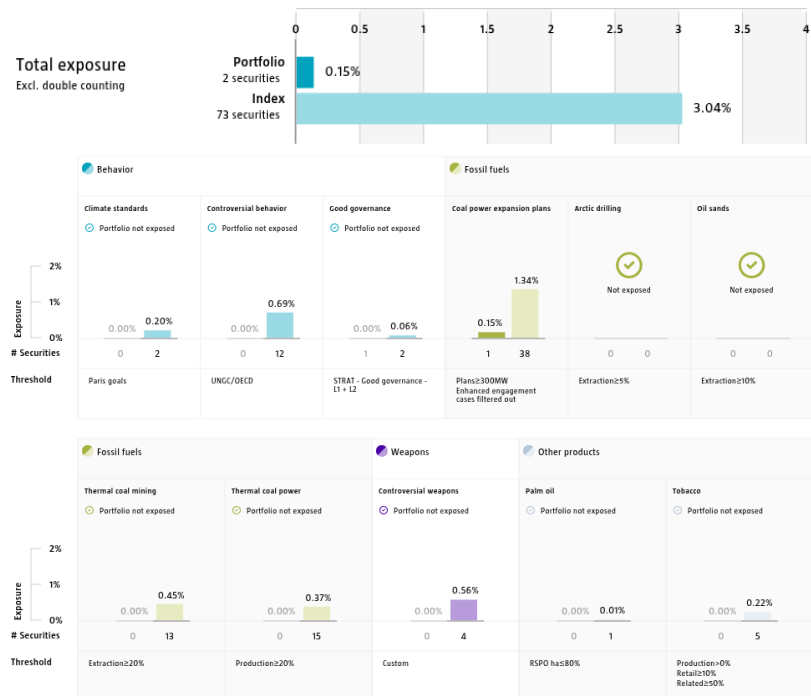 0 0.5 1 1.5 2 2.5 3 3.5 4
Total exposure
Excl. double counting
Portfolio
2 securities
0.15%
Index
73 securities
3.04%
Behavior
Fossil fuels
Climate standards
Controversial behavior
Good governance
Coal power expansion plans
Arctic drilling
Oil sands
Portfolio not exposed
Portfolio not exposed
Portfolio not exposed
Not exposed
Not exposed
Exposure
2%
1%
0%
0.00% 0.20%
0.00% 0.69%
0.00% 0.06%
0.15% 1.34%
# Securities
0 2
0 12
1 2
1 38
0 0
0 0
Threshold
Paris goals
UNGC/OECD
STRAT - Good governance -
L1 + L2
Plans≥300MW
Enhanced engagement
cases filtered out
Extraction≥5%
Extraction≥10%
Fossil fuels
Weapons
Other products
Thermal coal mining
Thermal coal power
Controversial weapons
Palm oil
Tobacco
Portfolio not exposed
Portfolio not exposed
Portfolio not exposed
Portfolio not exposed
Portfolio not exposed
Exposure
2%
1%
0%
0.00% 0.45%
0.00% 0.37%
0.00% 0.56%
0.00% 0.01%
0.00% 0.22%
# Securities
0 13
0 15
0 4
0 1
0 5
Threshold
Extraction≥20%
Production≥20%
Custom
RSPO ha≤80%
Production>0%
Retail≥10%
Related≥50%